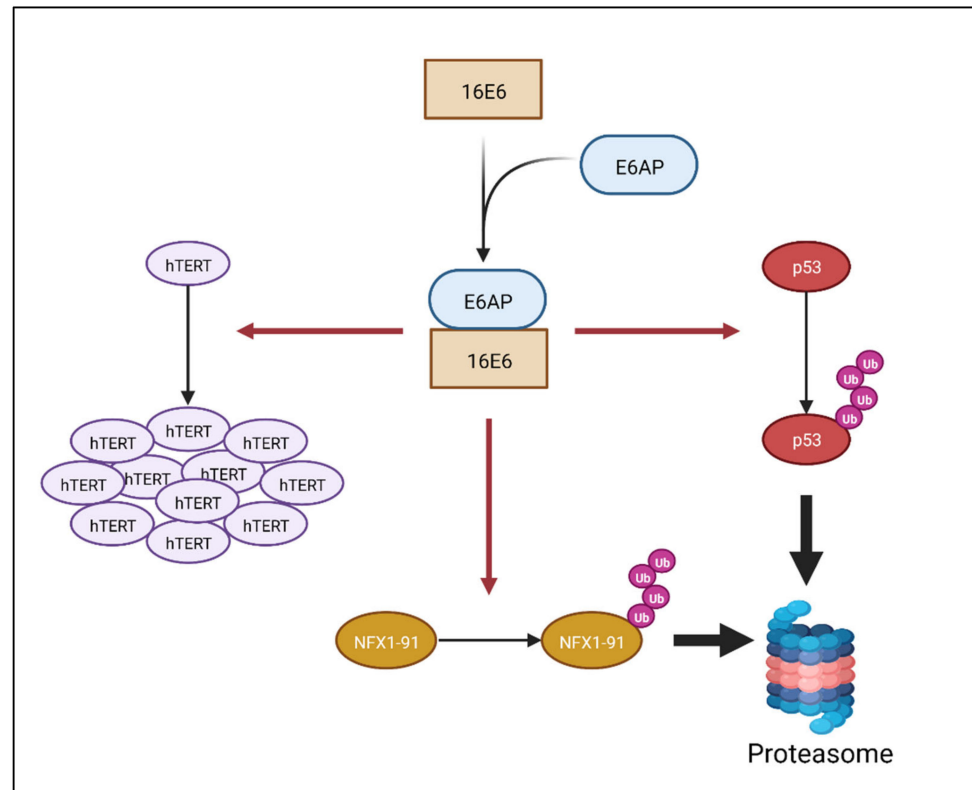 16E6
E6AP
hTERT
E6AP
16E6
p53
Ub
Ub
Ub
Ub
p53
hTERT
hTERT
hTERT
hTERT
hTERT
hTERT
hTERT
hTERT
hTERT
hTERT
hTERT
Ub
Ub
Ub
Ub
NFX1-91
NFX1-91
Proteasome